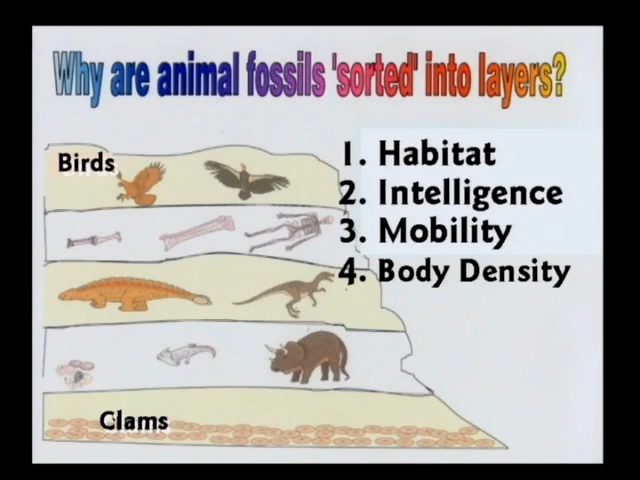 Why are animal fossils 'sorted' into layers?
Birds
1. Habitat
2. Intelligence
3. Mobility
4. Body Density
Clams